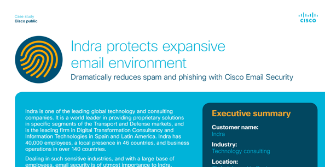 Case study
Cisco public
CISCO
Indra protects expansive
email environment
Dramatically reduces spam and phishing with Cisco Email Security
Indra is one of the leading global technology and consulting
companies. It is a world leader in providing proprietary solutions
in specific segments of the Transport and Defense markets, and
is the leading firm in Digital Transformation Consultancy and
Information Technologies in Spain and Latin America. Indra has
40,000 employees, a local presence in 46 countries, and business
operations in over 140 countries.
Dealing in such sensitive industries, and with a large base of
employees, email security is of utmost importance to Indra.
Executive summary
Customer name:
Indra
Industry:
Technology consulting
Location: